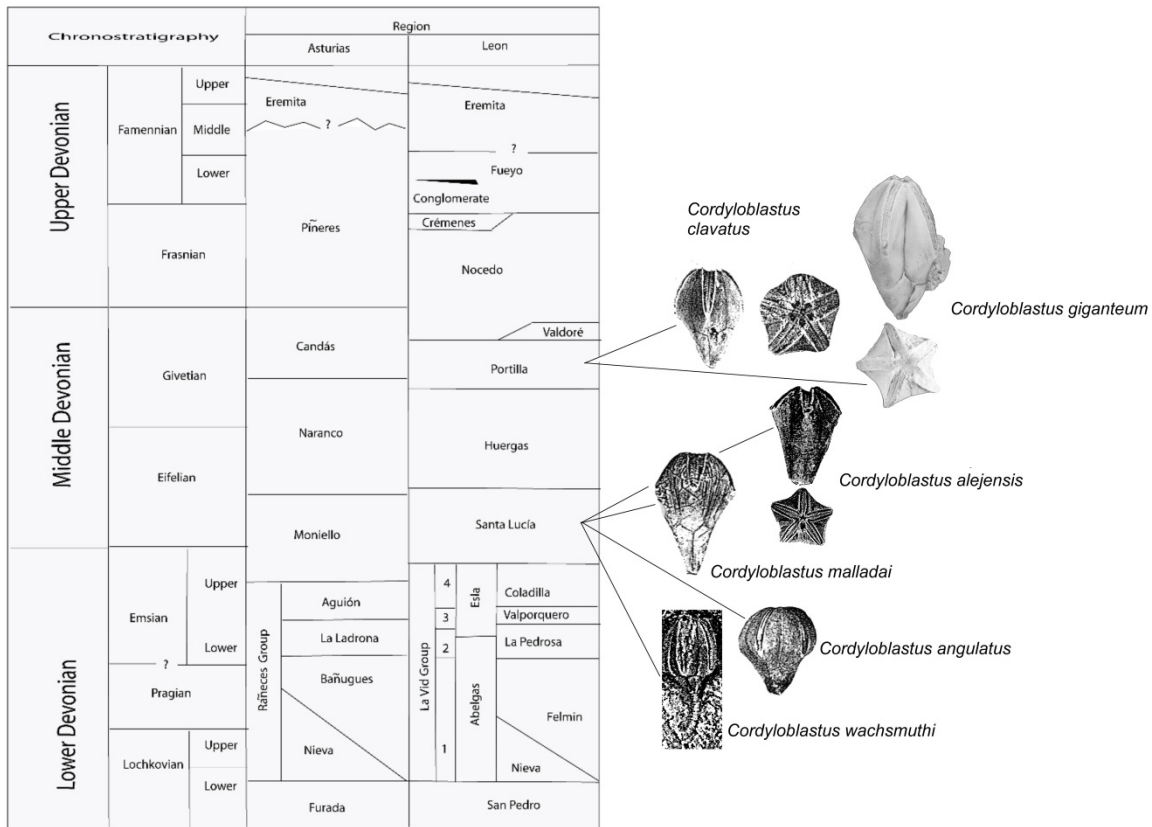 Chronostratigraphy
Region
Asturias
Leon
Upper Devonian
Famennian
Upper
Middle
Lower
Frasnian
Eremita
?
Piñeres
Eremita
?
Fueyo
Conglomerate
Crémenes
Nocedo
Valdoré
Middle Devonian
Givetian
Eifelian
Candás
Naranco
Moniello
Portilla
Huergas
Santa Lucía
Lower Devonian
Emsian
Upper
Lower
?
Pragian
Lochkovian
Upper
Lower
Rañeces Group
Aguión
La Ladrona
Bañugues
Nieva
Furada
La Vid Group
4
3
2
1
Esla
Abelgas
Coladilla
Valporquero
La Pedrosa
Felmin
Nieva
San Pedro
Cordyloblastus
clavatus
Cordyloblastus giganteum
Cordyloblastus alejensis
Cordyloblastus malladai
Cordyloblastus angulatus
Cordyloblastus wachsmuthi